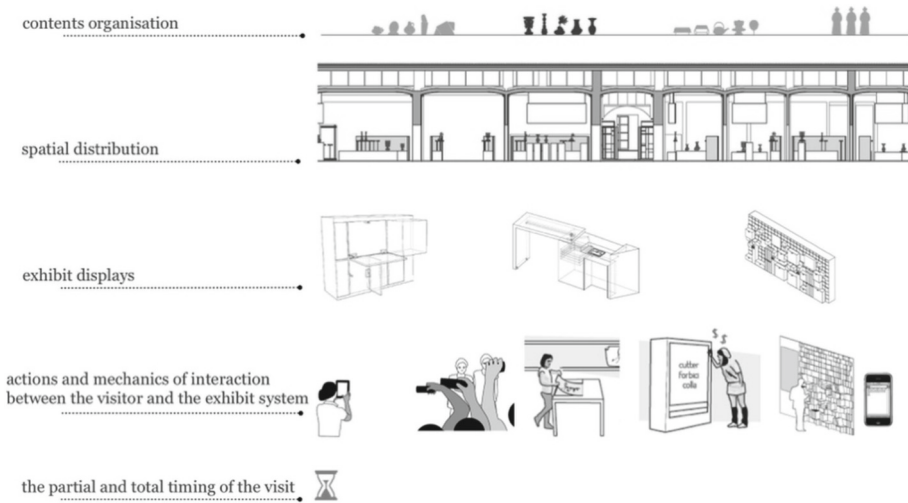 contents organisation
spatial distribution
exhibit displays
actions and mechanics of interaction
between the visitor and the exhibit system
$ $
cutter
forbici
colla
the partial and total timing of the visit